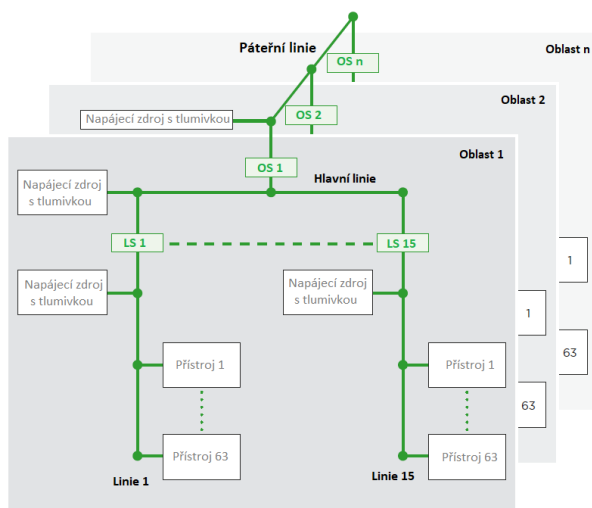 Páteřní linie
OS n
Oblast n
Oblast 2
Napájecí zdroj s tlumivkou
OS 2
Oblast 1
OS 1
Napájecí zdroj
s tlumivkou
Hlavní linie
LS 1
LS 15
1
Napájecí zdroj
s tlumivkou
Napájecí zdroj
s tlumivkou
1
63
Přístroj 1
Přístroj 1
63
Přístroj 63
Přístroj 63
Linie 1
Linie 15